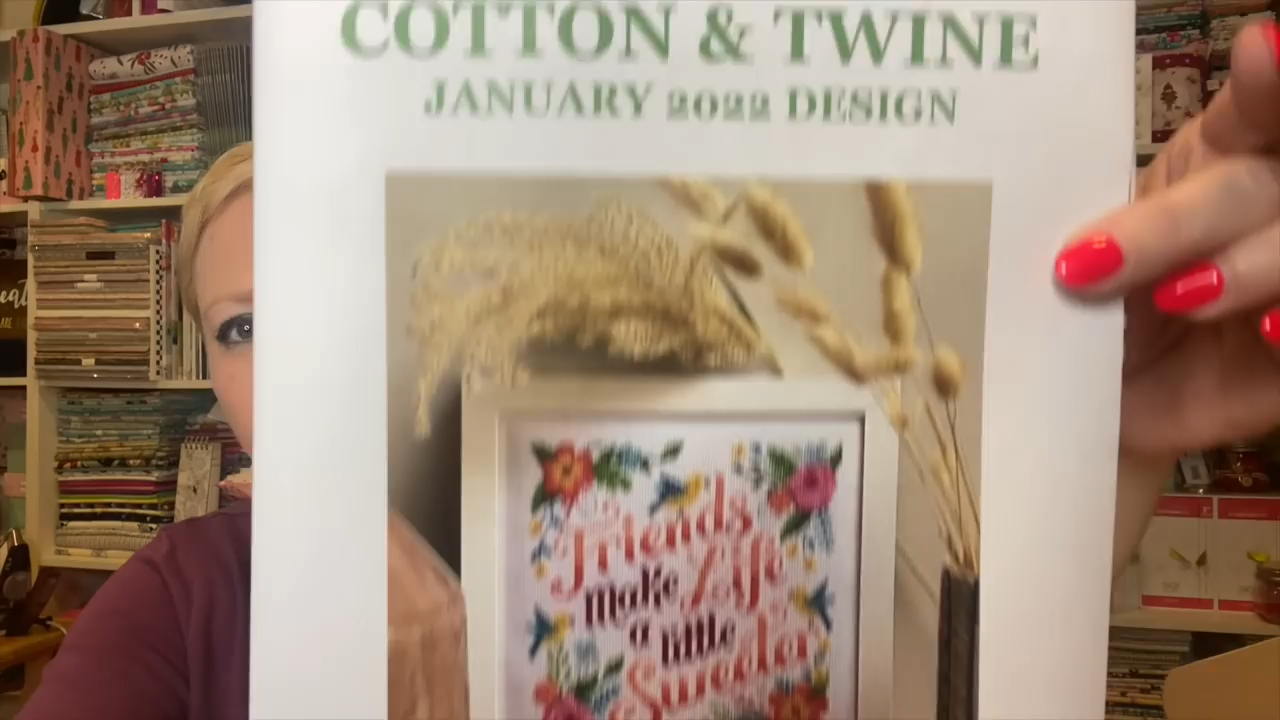 COTTON & TWINE
JANUARY 2022 DESIGN
Friends
make Life
a little
Sweeter